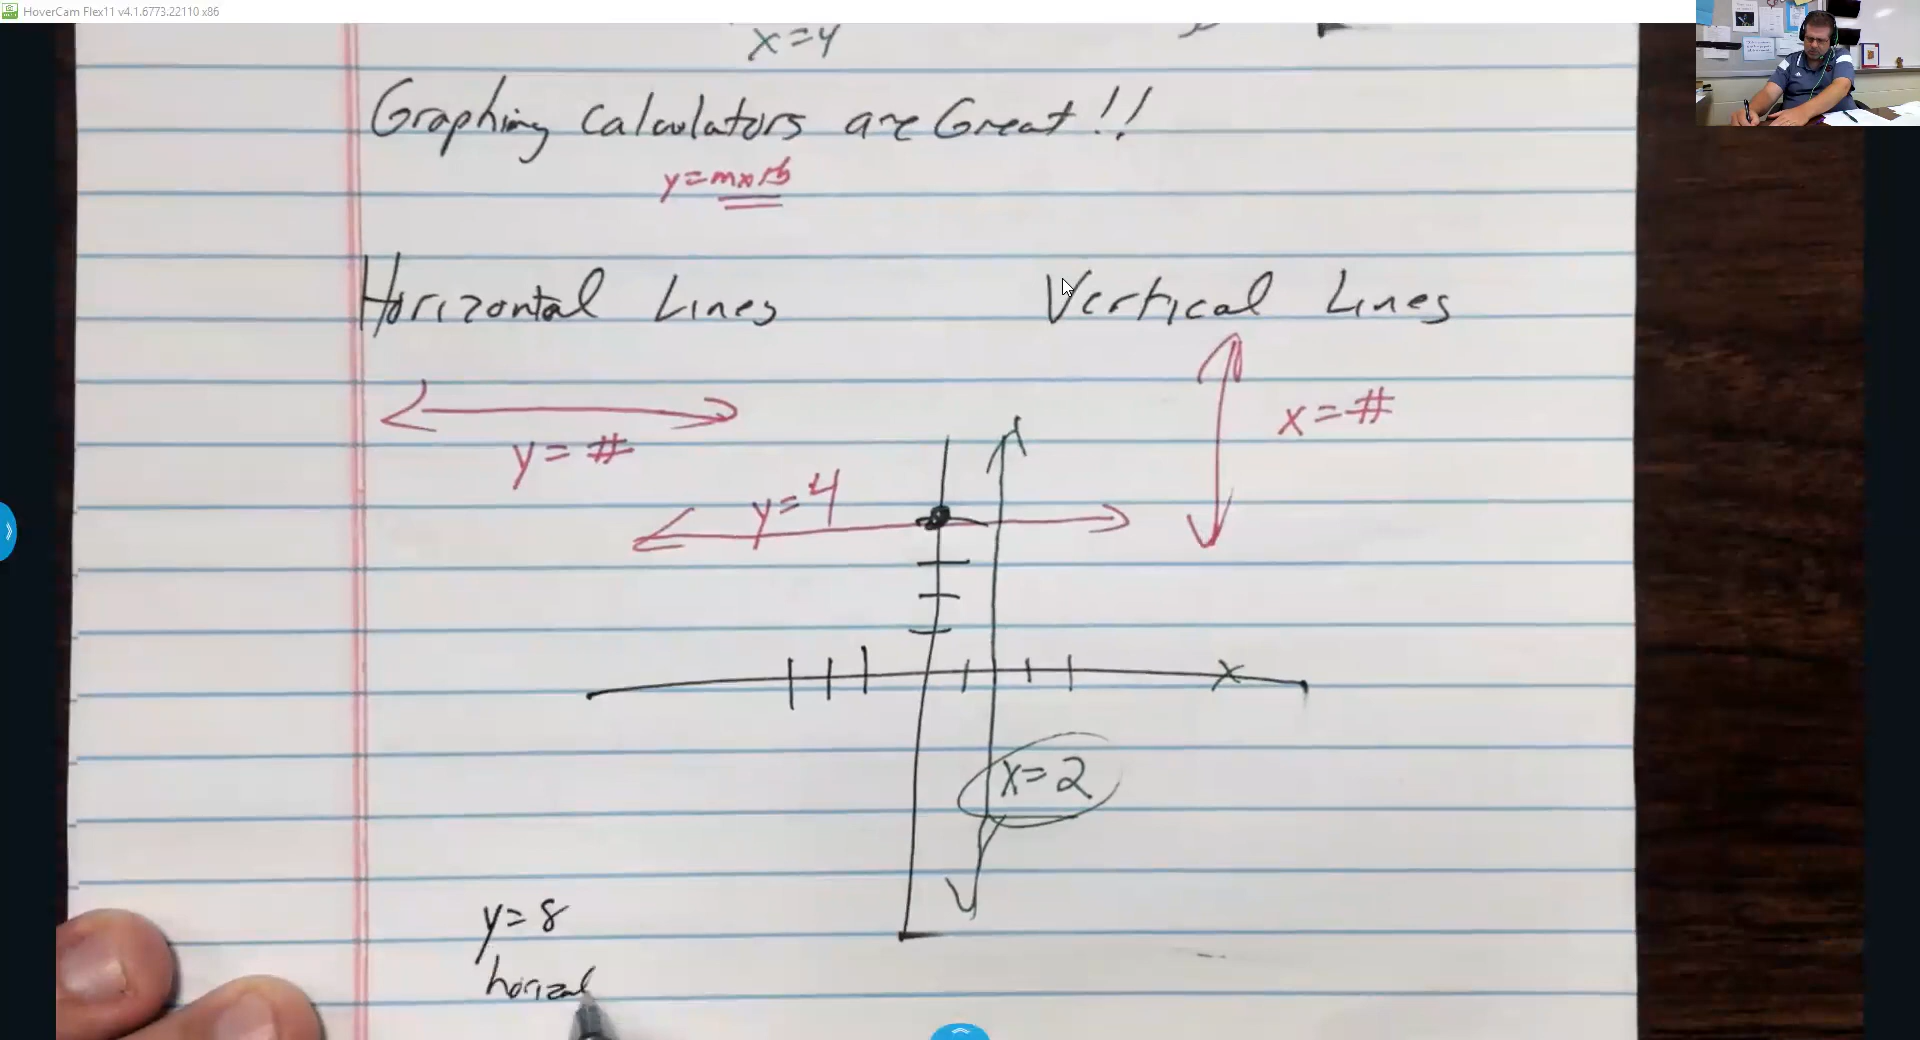 HoverCam Flex11 v4.1.6773.22110 x86
x=4
Graphing Calculators are Great!!
y=mx+b
Horizontal Lines
Vertical Lines
y=#
x=#
y=4
x
x=2
y=8
horizal